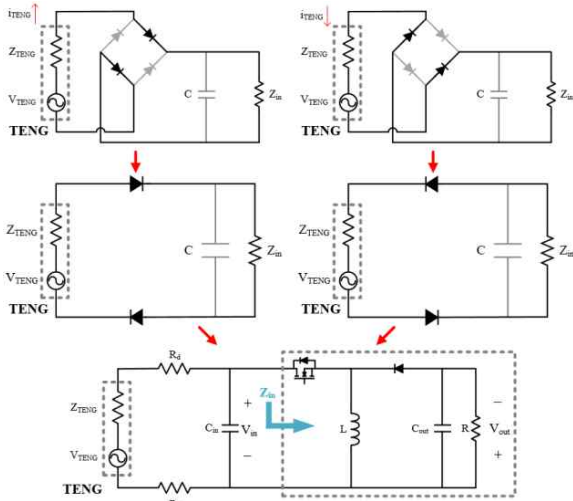 iTENG
iTENG
ZTENG
ZTENG
C
Zin
C
Zin
VTENG
VTENG
TENG
TENG
ZTENG
ZTENG
C
Zin
C
Zin
VTENG
VTENG
TENG
TENG
Rd
ZTENG
+
Zin
−
Cin
Vin
L
Cout
R
Vout
VTENG
−
+
TENG